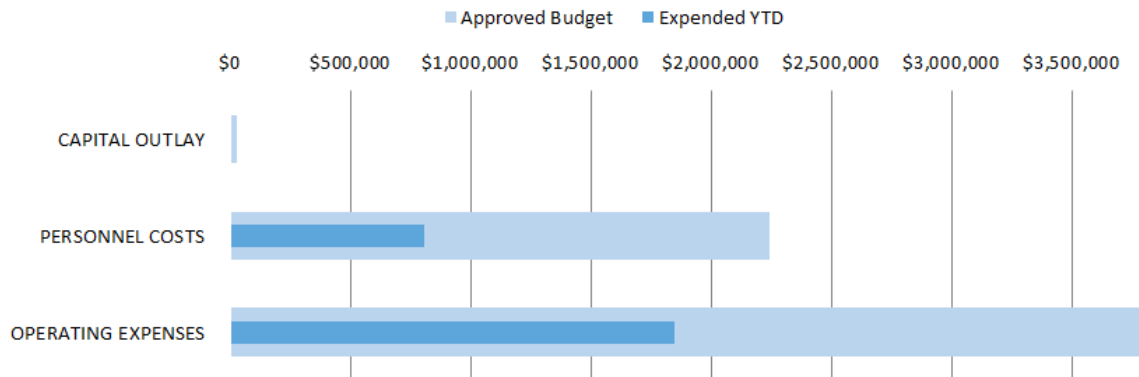 Approved Budget Expended YTD
$0 $500,000 $1,000,000 $1,500,000 $2,000,000 $2,500,000 $3,000,000 $3,500,000
CAPITAL OUTLAY
PERSONNEL COSTS
OPERATING EXPENSES